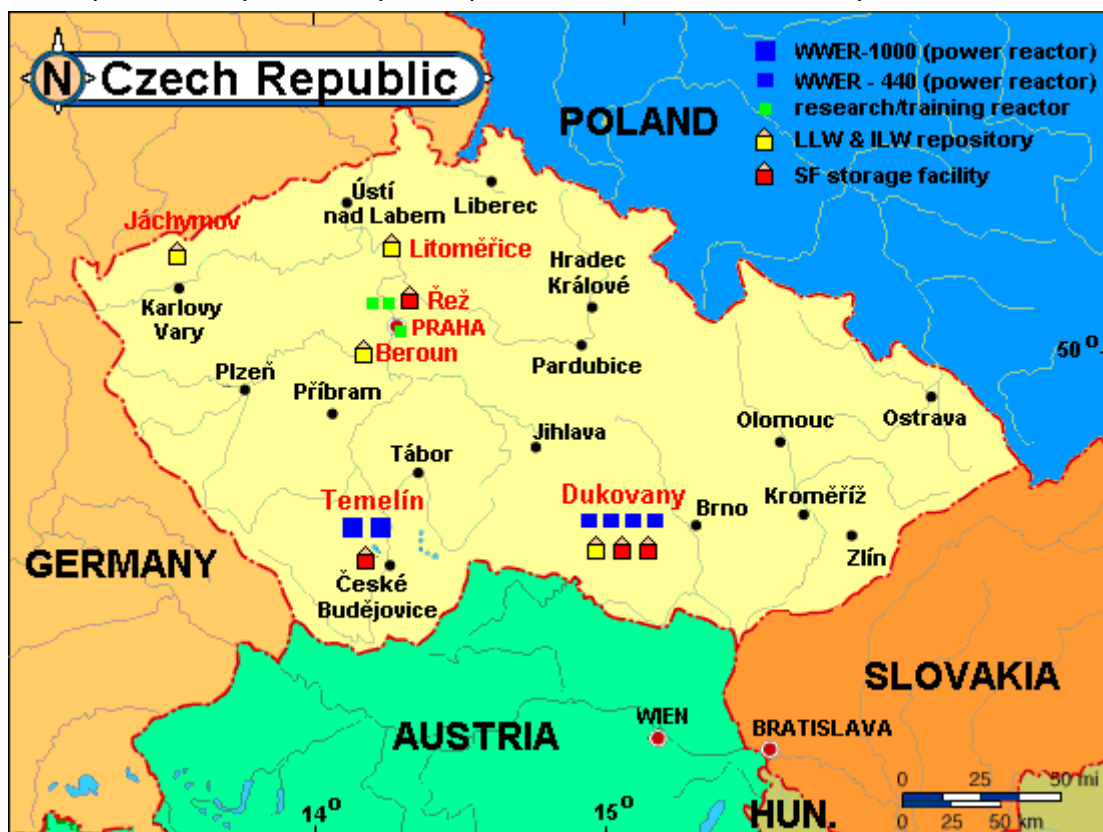 N Czech Republic
WWER-1000 (power reactor)
WWER - 440 (power reactor)
research/training reactor
LLW & ILW repository
SF storage facility
POLAND
Ústí
nad Labem
Liberec
Jáchymov
Litoměřice
Hradec
Králové
Karlovy
Vary
Řež
PRAHA
Beroun
Pardubice
50 o
Plzeň
Příbram
Jihlava
Olomouc
Ostrava
Tábor
Temelín
Dukovany
Brno
Kroměříž
Zlín
GERMANY
České
Budějovice
SLOVAKIA
AUSTRIA
WIEN
BRATISLAVA
14 o
15 o
HUN.
0 25 50 mi
0 25 50 km